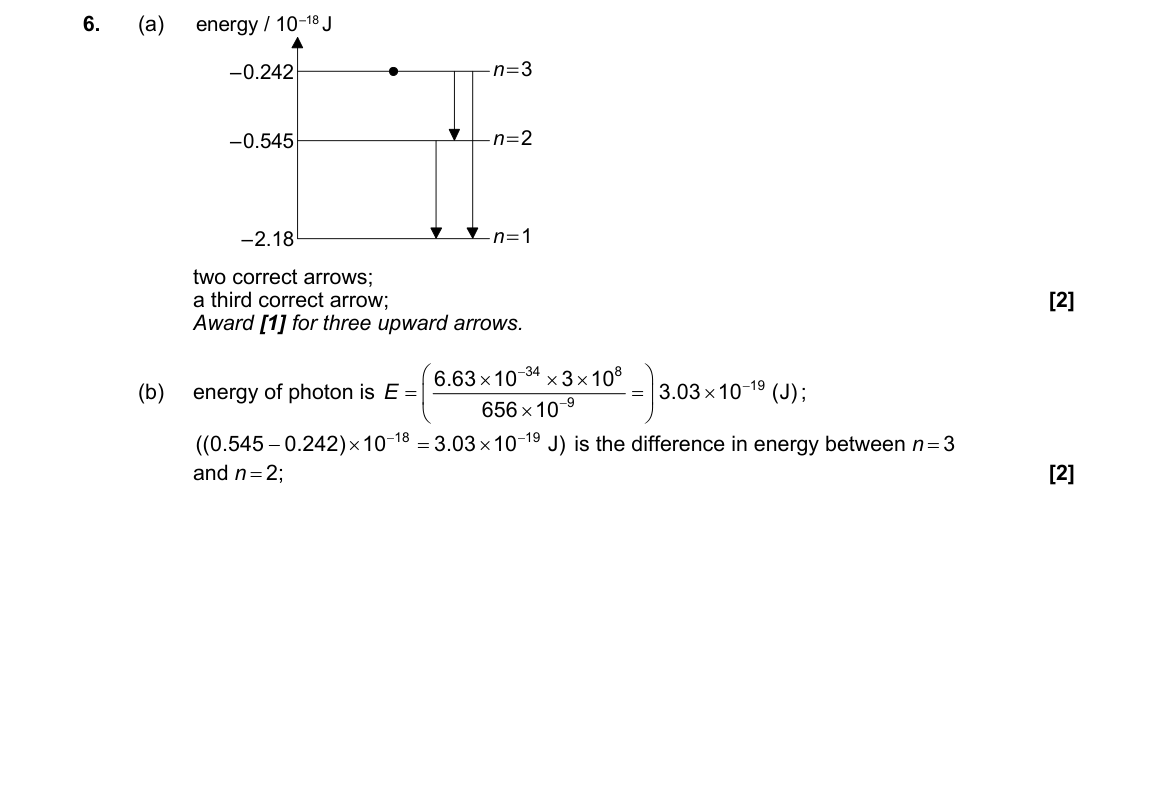 6. (a) energy / 10⁻¹⁸ J
−0.242 n=3
−0.545 n=2
−2.18 n=1
two correct arrows;
a third correct arrow; [2]
Award [1] for three upward arrows.
(b) energy of photon is E = ( (6.63×10⁻³⁴ ×3×10⁸) / (656×10⁻⁹) = ) 3.03×10⁻¹⁹ (J);
((0.545 − 0.242)×10⁻¹⁸ = 3.03×10⁻¹⁹ J) is the difference in energy between n=3
and n=2; [2]